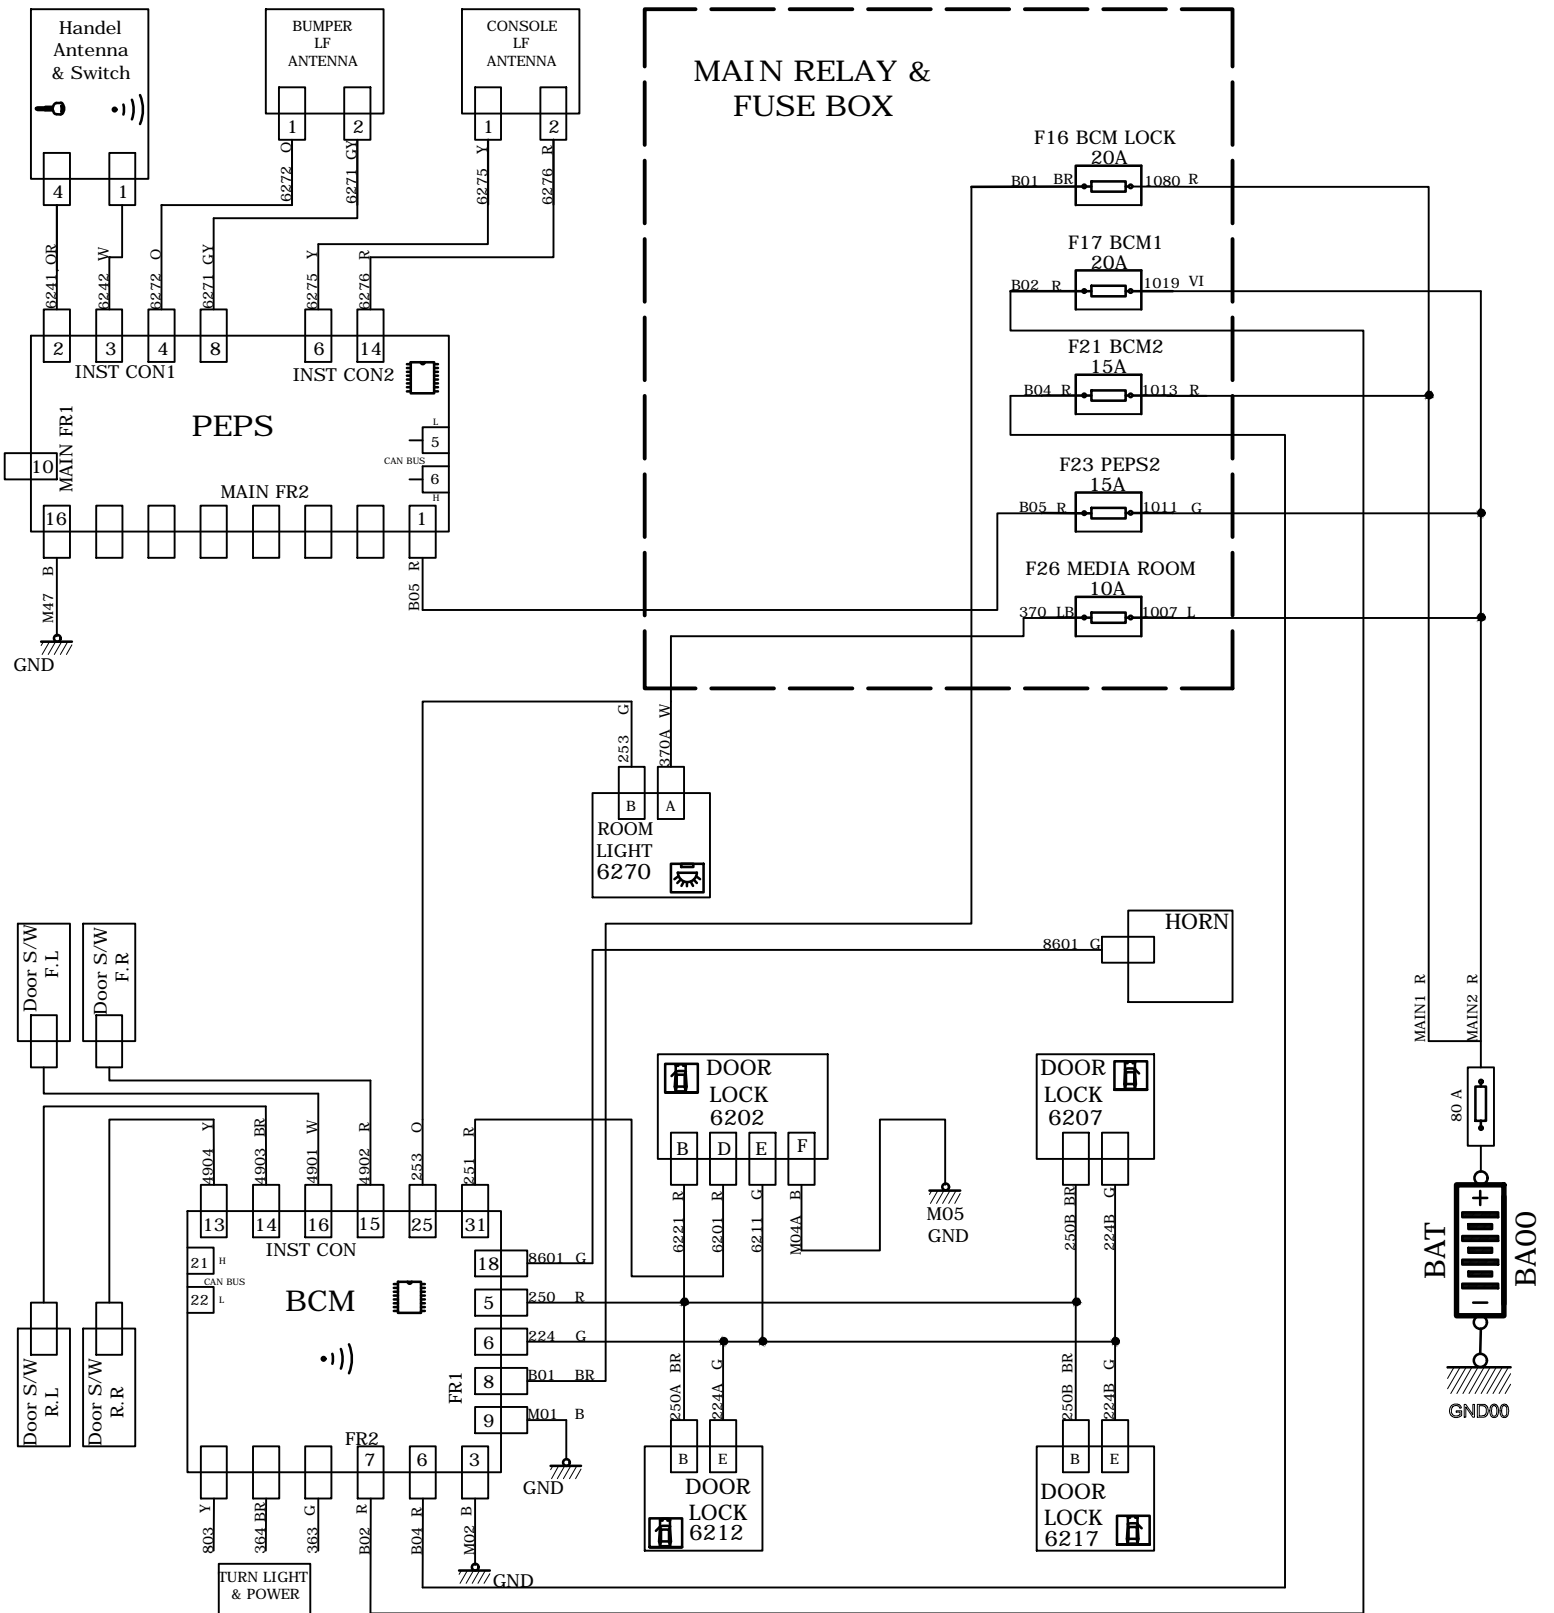 Handel
Antenna
& Switch
4
1
BUMPER
LF
ANTENNA
1
2
CONSOLE
LF
ANTENNA
1
2
MAIN RELAY &
FUSE BOX
F16 BCM LOCK
20A
B01 BR
1080 R
F17 BCM1
20A
B02 R
1019 VI
F21 BCM2
15A
B04 R
1013 R
F23 PEPS2
15A
B05 R
1011 G
F26 MEDIA ROOM
10A
370 LB
1007 L
6272 O
6271 GY
6275 Y
6276 R
6241 OR
6242 W
6272 O
6271 GY
6275 Y
6276 R
2
3
4
8
6
14
INST CON1
INST CON2
PEPS
MAIN FR1
10
L
5
CAN BUS
6
H
MAIN FR2
16
1
M47 B
B05 R
GND
253 G
370A W
B
A
ROOM
LIGHT
6270
HORN
8601 G
Door S/W
F.L
Door S/W
F.R
MAIN1 R
MAIN2 R
80 A
BAT
+
−
BA00
GND00
4904 Y
4903 BR
4901 W
4902 R
253 O
251 R
13
14
16
15
25
31
INST CON
21 H
CAN BUS
22 L
BCM
18
8601 G
5
250 R
6
224 G
8
B01 BR
9
M01 B
FR1
GND
FR2
7
6
3
803 Y
364 BR
363 G
B02 R
B04 R
M02 B
GND
TURN LIGHT
& POWER
Door S/W
R.L
Door S/W
R.R
DOOR
LOCK
6202
B
D
E
F
6221 R
6201 R
6211 G
M04A B
M05
GND
DOOR
LOCK
6207
250B BR
224B G
250A BR
224A G
250B BR
224B G
B
E
DOOR
LOCK
6212
B
E
DOOR
LOCK
6217